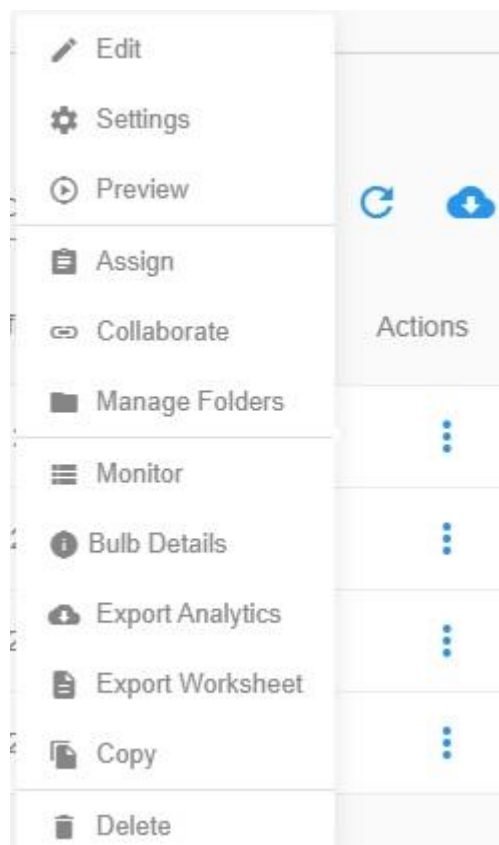 Edit
Settings
Preview
Assign
Collaborate
Actions
Manage Folders
Monitor
Bulb Details
Export Analytics
Export Worksheet
Copy
Delete